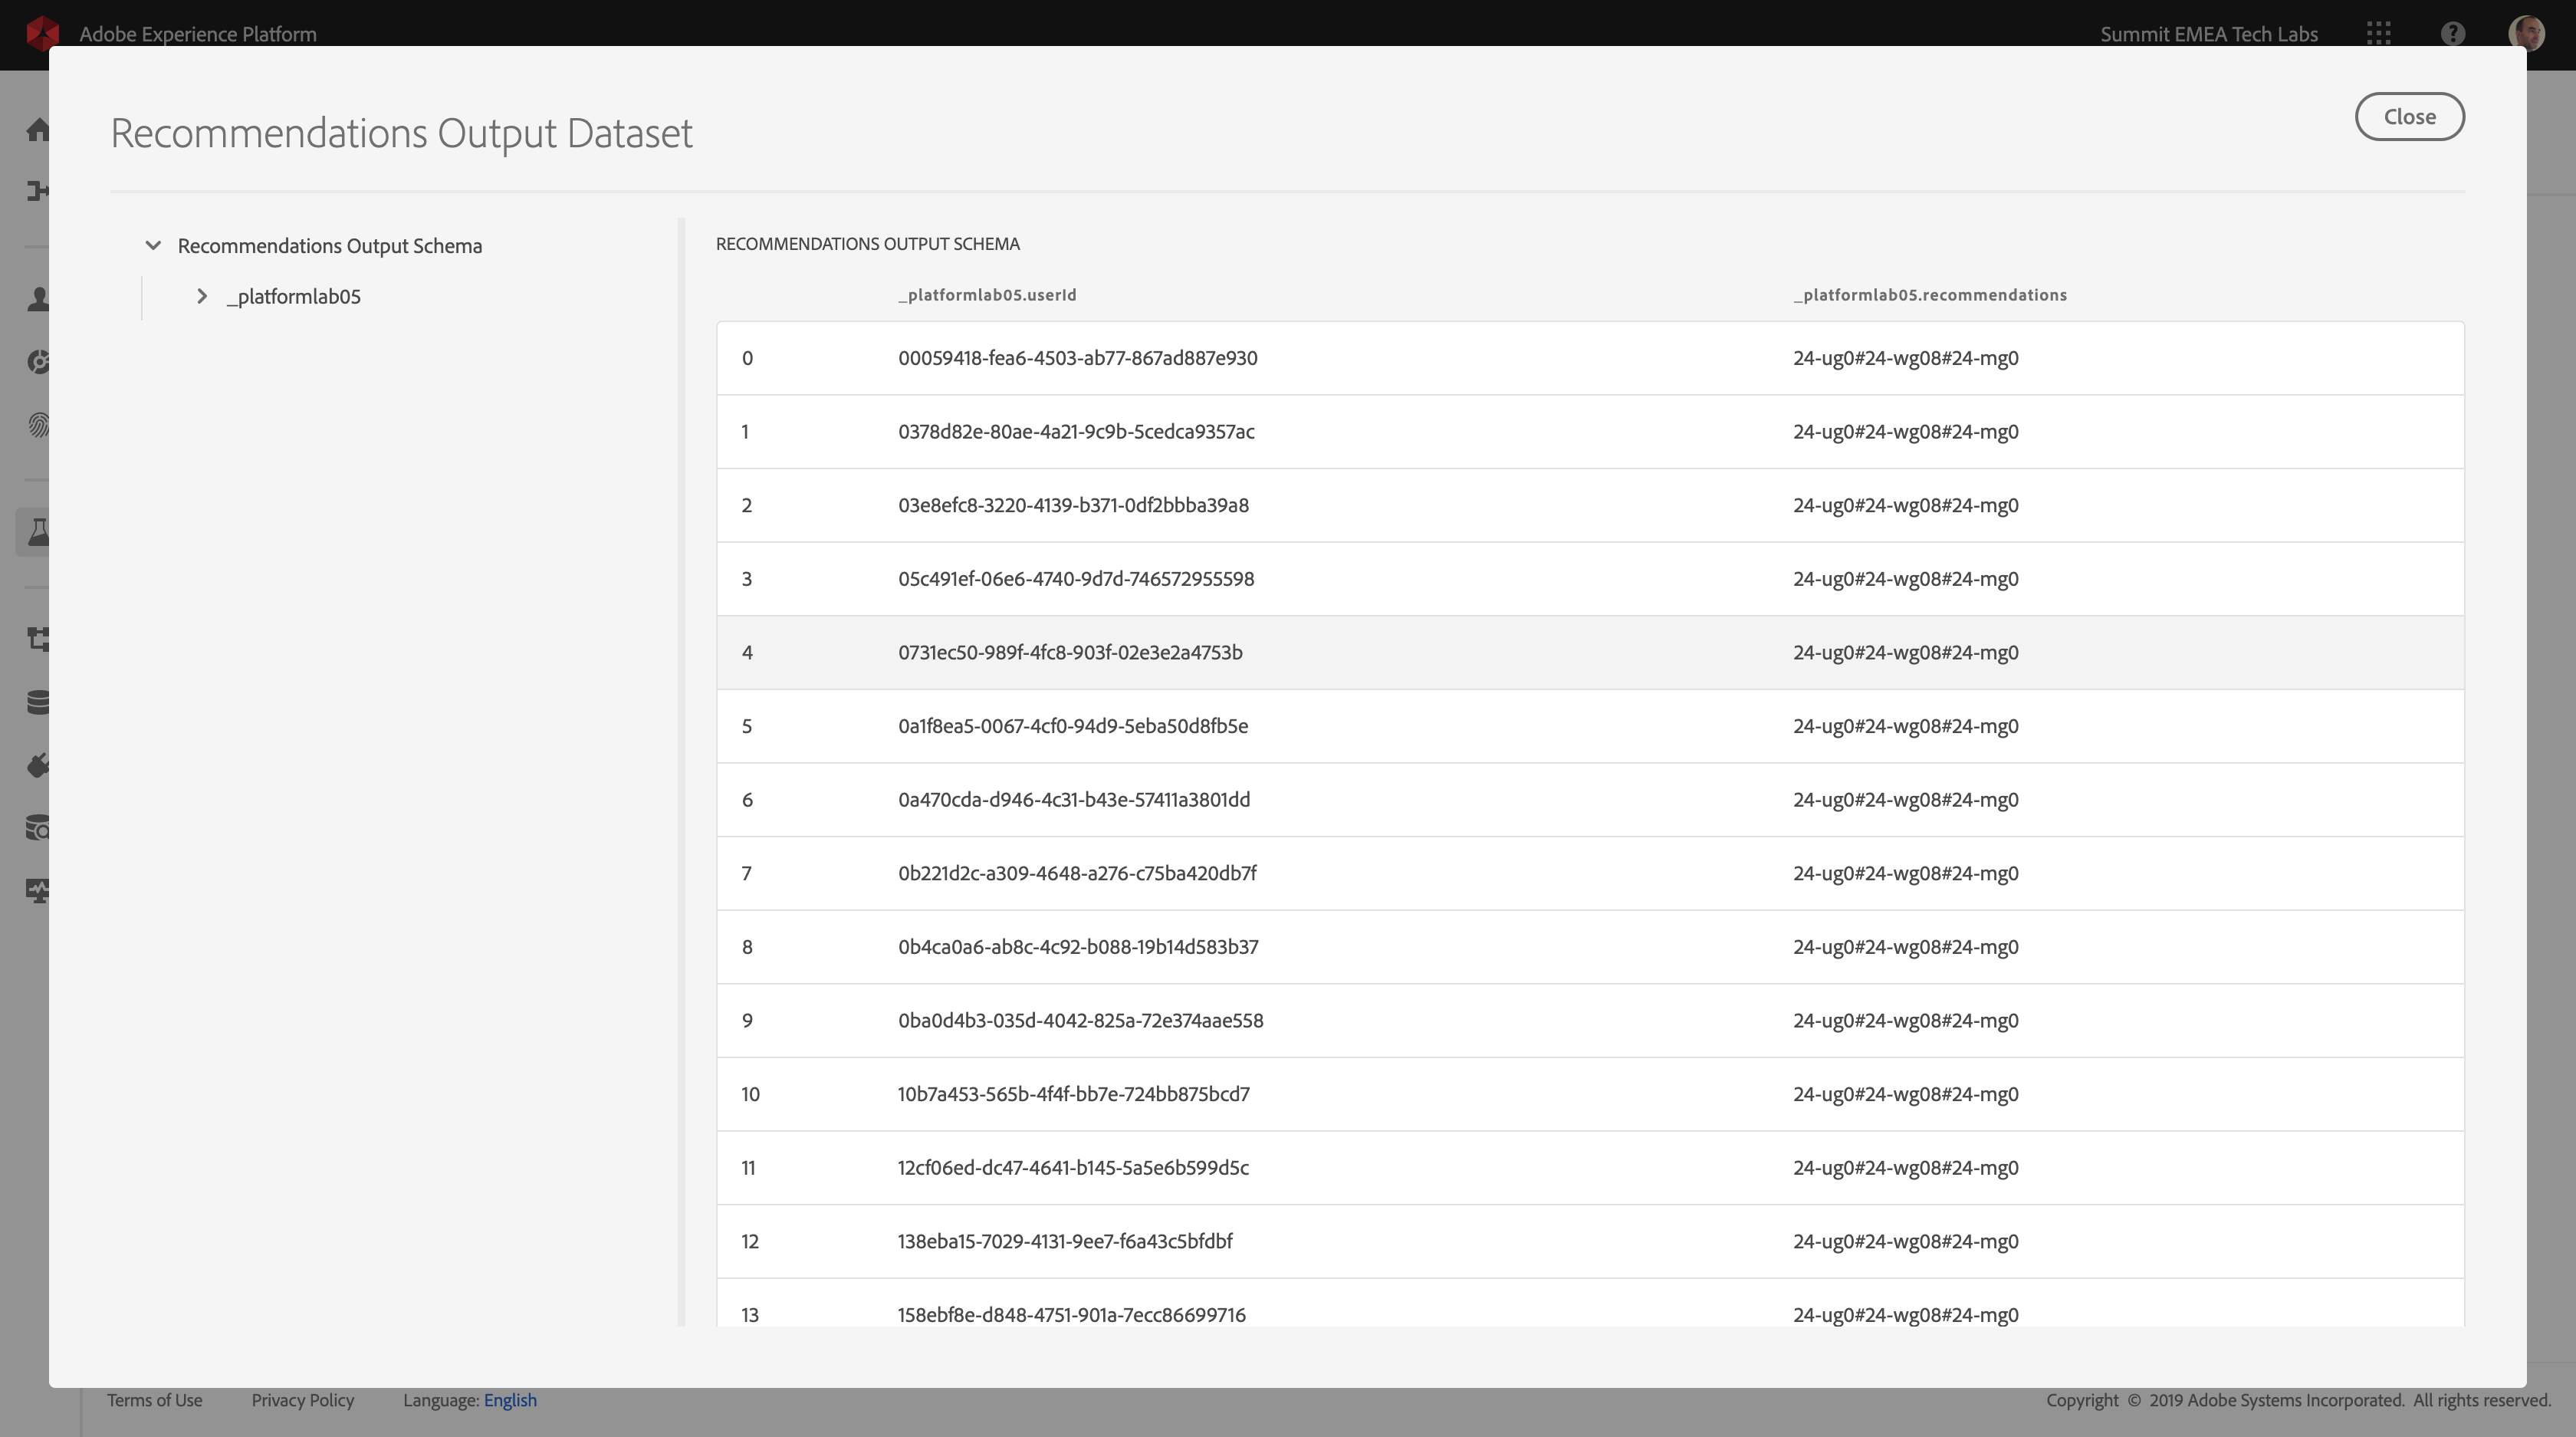 Adobe Experience Platform
Summit EMEA Tech Labs
Recommendations Output Dataset
Close
Recommendations Output Schema
_platformlab05
RECOMMENDATIONS OUTPUT SCHEMA
_platformlab05.userId _platformlab05.recommendations
0 00059418-fea6-4503-ab77-867ad887e930 24-ug0#24-wg08#24-mg0
1 0378d82e-80ae-4a21-9c9b-5cedca9357ac 24-ug0#24-wg08#24-mg0
2 03e8efc8-3220-4139-b371-0df2bbba39a8 24-ug0#24-wg08#24-mg0
3 05c491ef-06e6-4740-9d7d-746572955598 24-ug0#24-wg08#24-mg0
4 0731ec50-989f-4fc8-903f-02e3e2a4753b 24-ug0#24-wg08#24-mg0
5 0a1f8ea5-0067-4cf0-94d9-5eba50d8fb5e 24-ug0#24-wg08#24-mg0
6 0a470cda-d946-4c31-b43e-57411a3801dd 24-ug0#24-wg08#24-mg0
7 0b221d2c-a309-4648-a276-c75ba420db7f 24-ug0#24-wg08#24-mg0
8 0b4ca0a6-ab8c-4c92-b088-19b14d583b37 24-ug0#24-wg08#24-mg0
9 0ba0d4b3-035d-4042-825a-72e374aae558 24-ug0#24-wg08#24-mg0
10 10b7a453-565b-4f4f-bb7e-724bb875bcd7 24-ug0#24-wg08#24-mg0
11 12cf06ed-dc47-4641-b145-5a5e6b599d5c 24-ug0#24-wg08#24-mg0
12 138eba15-7029-4131-9ee7-f6a43c5bfdbf 24-ug0#24-wg08#24-mg0
13 158ebf8e-d848-4751-901a-7ecc86699716 24-ug0#24-wg08#24-mg0
Terms of Use Privacy Policy Language: English
Copyright © 2019 Adobe Systems Incorporated. All rights reserved.